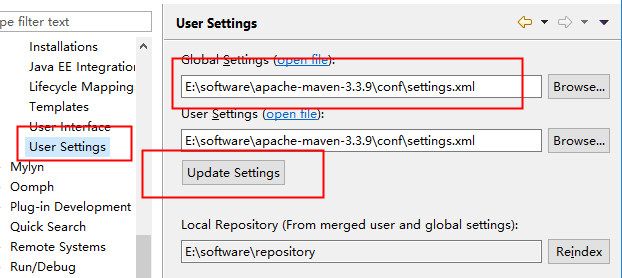 pe filter text
Installations
Java EE Integration
Lifecycle Mapping
Templates
User Interface
User Settings
Mylyn
Oomph
Plug-in Development
Quick Search
Remote Systems
Run/Debug
User Settings
Global Settings (open file):
E:\software\apache-maven-3.3.9\conf\settings.xml
Browse...
User Settings (open file):
E:\software\apache-maven-3.3.9\conf\settings.xml
Browse...
Update Settings
Local Repository (From merged user and global settings):
E:\software\repository
Reindex